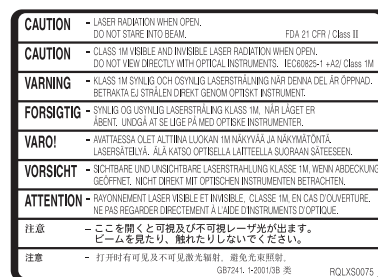 CAUTION - LASER RADIATION WHEN OPEN.
DO NOT STARE INTO BEAM. FDA 21 CFR / Class II
CAUTION - CLASS 1M VISIBLE AND INVISIBLE LASER RADIATION WHEN OPEN.
DO NOT VIEW DIRECTLY WITH OPTICAL INSTRUMENTS. IEC60825-1 +A2/ Class 1M
VARNING - KLASS 1M SYNLIG OCH OSYNLIG LASERSTRÅLNING NÄR DENNA DEL ÄR ÖPPNAD.
BETRAKTA EJ STRÅLEN DIREKT GENOM OPTISKT INSTRUMENT.
FORSIGTIG - SYNLIG OG USYNLIG LASERSTRÅLING KLASSE 1M, NÅR LÅGET ER
ÅBENT. UNDGÅ AT SE LIGE PÅ MED OPTISKE INSTRUMENTER.
VARO! - AVATTAESSA OLET ALTTIINA LUOKAN 1M NÄKYVÄÄ JA NÄKYMÄTÖNTÄ
LASERSÄTEILYÄ. ÄLÄ KATSO OPTISELLA LAITTEELLA SUORAAN SÄTEESEEN.
VORSICHT - SICHTBARE UND UNSICHTBARE LASERSTRAHLUNG KLASSE 1M, WENN ABDECKUNG
GEÖFFNET. NICHT DIREKT MIT OPTISCHEN INSTRUMENTEN BETRACHTEN.
ATTENTION - RAYONNEMENT LASER VISIBLE ET INVISIBLE, CLASSE 1M, EN CAS D'OUVERTURE.
NE PAS REGARDER DIRECTEMENT À L'AIDE D'INSTRUMENTS D'OPTIQUE.
注意 - ここを開くと可視及び不可視レーザ光が出ます。
ビームを見たり、触れたりしないでください。
注意 - 打开时有可见及不可见激光辐射。避免光束照射。
GB7247.1-2001/3B 类 RQLXS0075